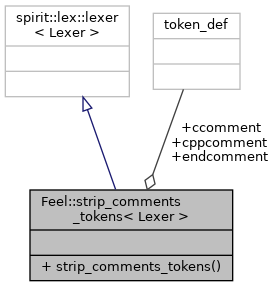 spirit::lex::lexer
< Lexer >
token_def
+ccomment
+cppcomment
+endcomment
Feel::strip_comments
_tokens< Lexer >
+ strip_comments_tokens()